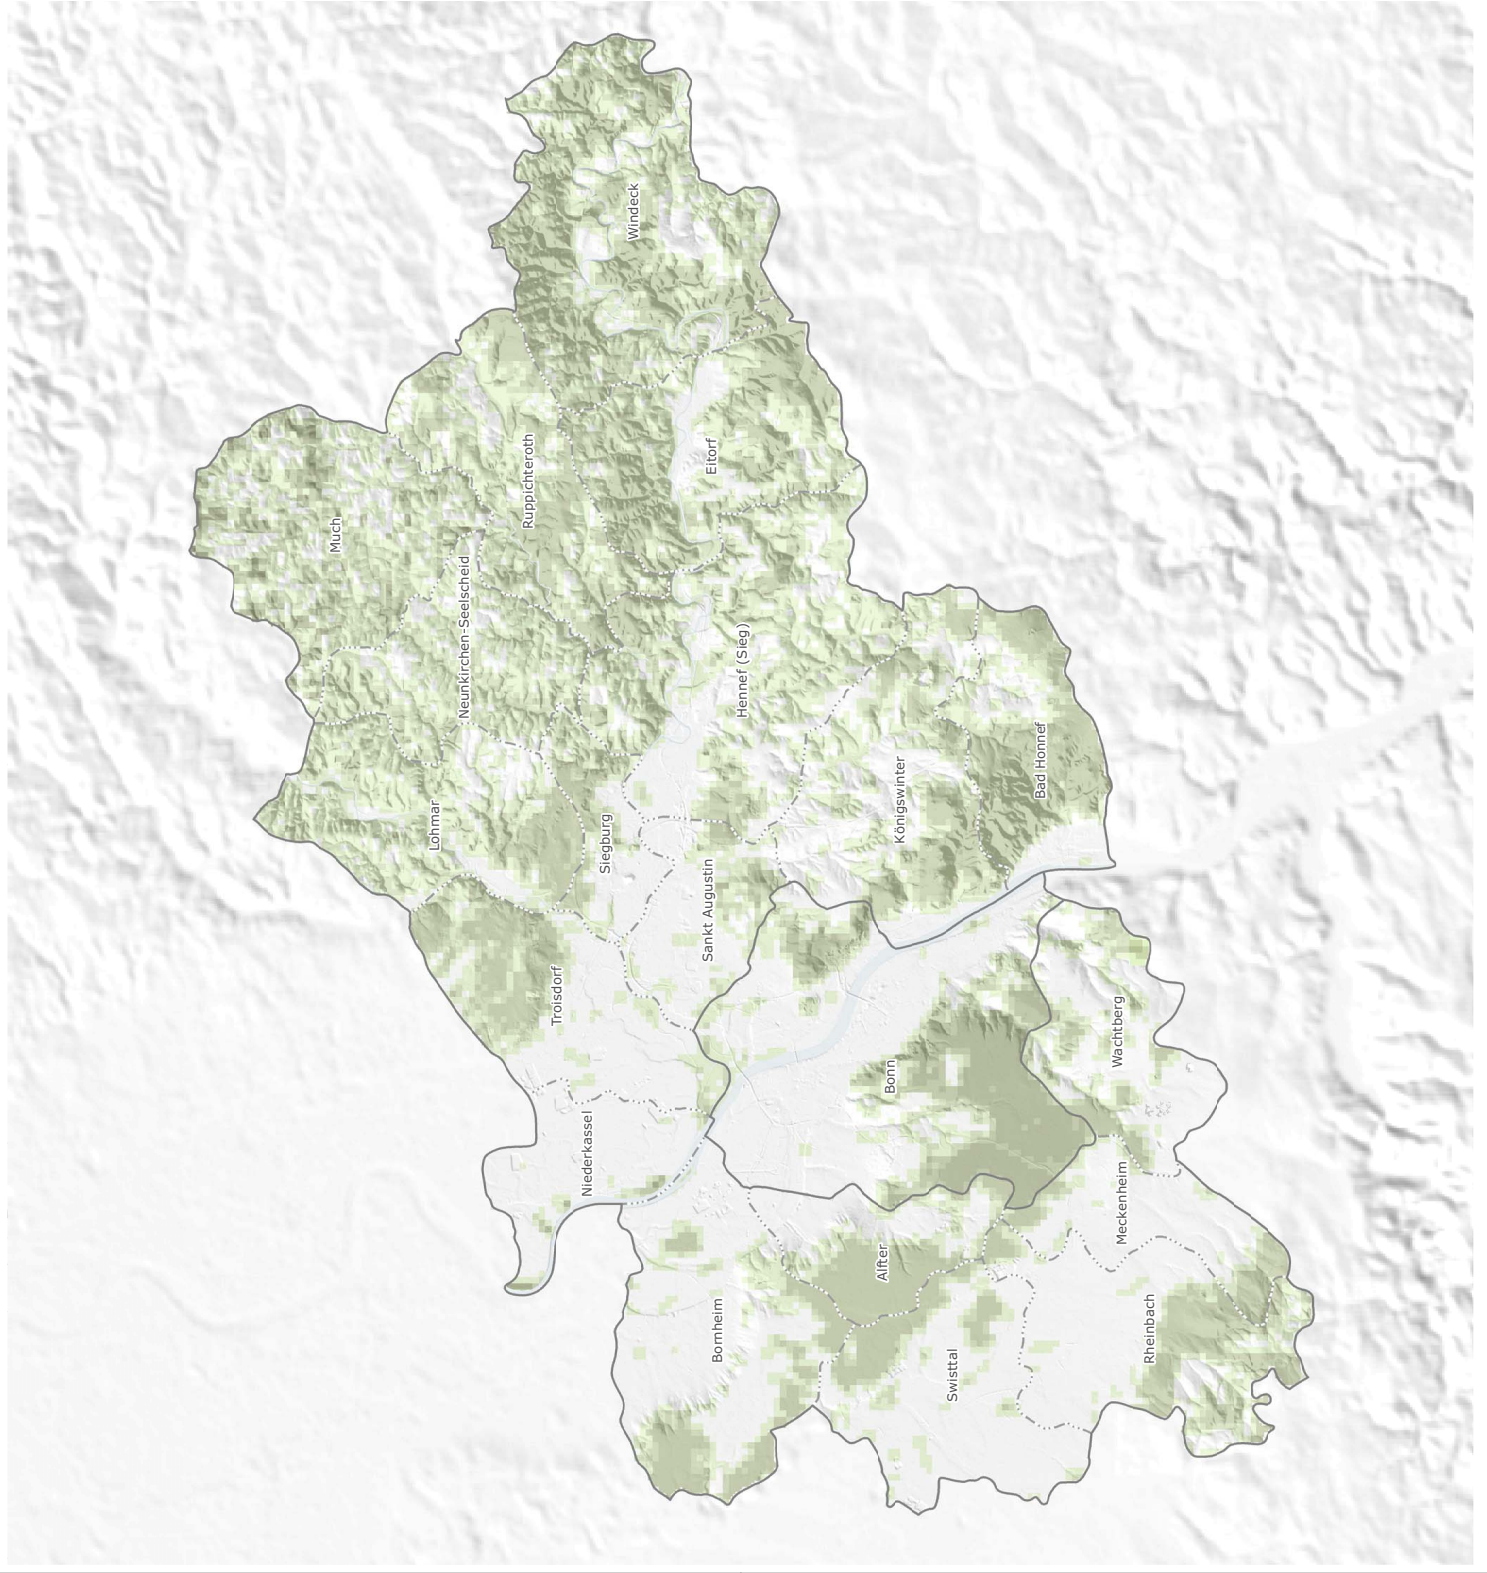 Windeck
Eitorf
Ruppichteroth
Much
Neunkirchen-Seelscheid
Hennef (Sieg)
Lohmar
Siegburg
Königswinter
Bad Honnef
Sankt Augustin
Troisdorf
Wachtberg
Bonn
Niederkassel
Meckenheim
Alfter
Bornheim
Rheinbach
Swisttal